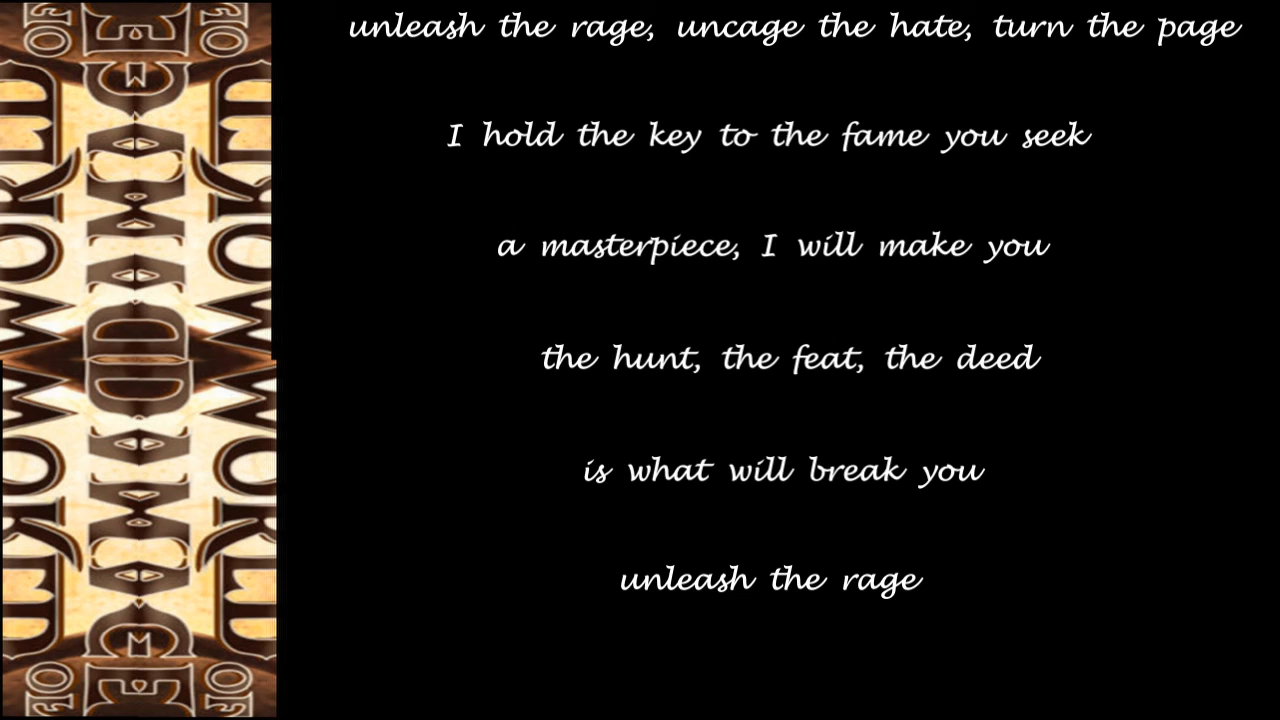 unleash the rage, uncage the hate, turn the page
I hold the key to the fame you seek
a masterpiece, I will make you
the hunt, the feat, the deed
is what will break you
unleash the rage